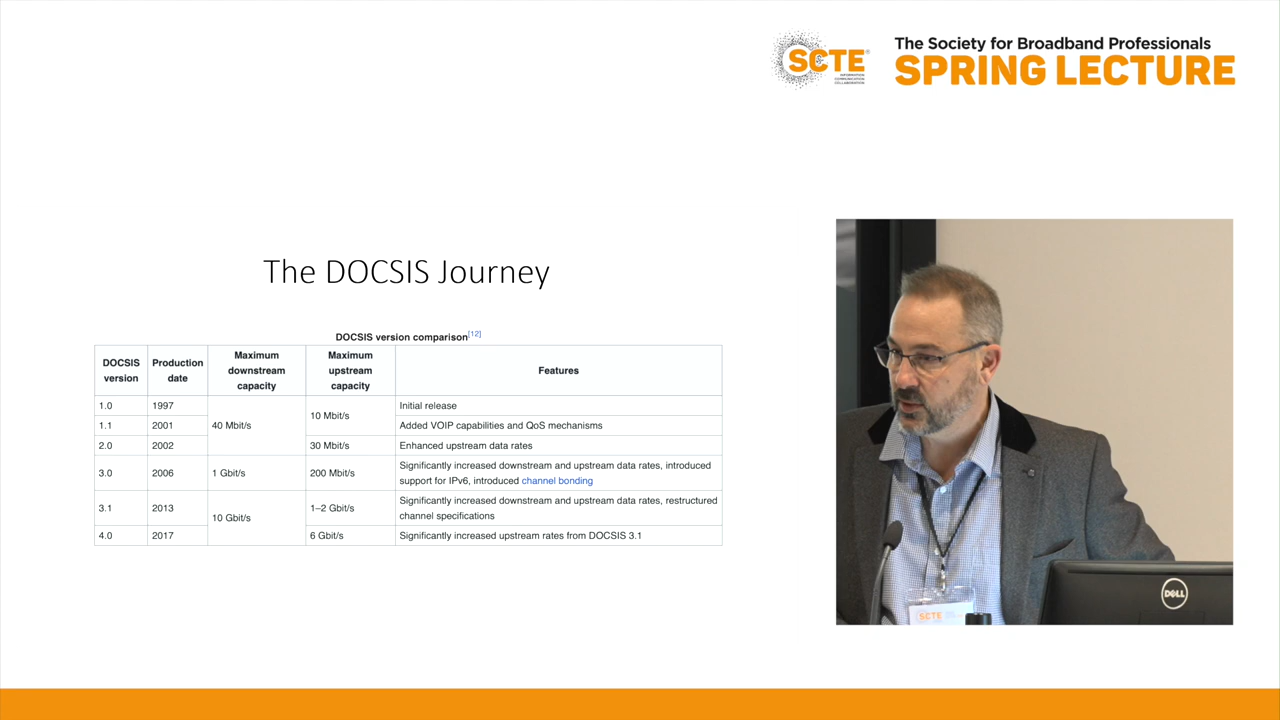 The Society for Broadband Professionals
SCTE®
SPRING LECTURE
INFORMATION
COMMUNICATION
COLLABORATION
The DOCSIS Journey
DOCSIS version comparison[12]
DOCSIS version
Production date
Maximum downstream capacity
Maximum upstream capacity
Features
1.0 1997 40 Mbit/s 10 Mbit/s Initial release
1.1 2001 Added VOIP capabilities and QoS mechanisms
2.0 2002 30 Mbit/s Enhanced upstream data rates
3.0 2006 1 Gbit/s 200 Mbit/s Significantly increased downstream and upstream data rates, introduced
support for IPv6, introduced channel bonding
3.1 2013 10 Gbit/s 1–2 Gbit/s Significantly increased downstream and upstream data rates, restructured
channel specifications
4.0 2017 6 Gbit/s Significantly increased upstream rates from DOCSIS 3.1
DELL
SCTE